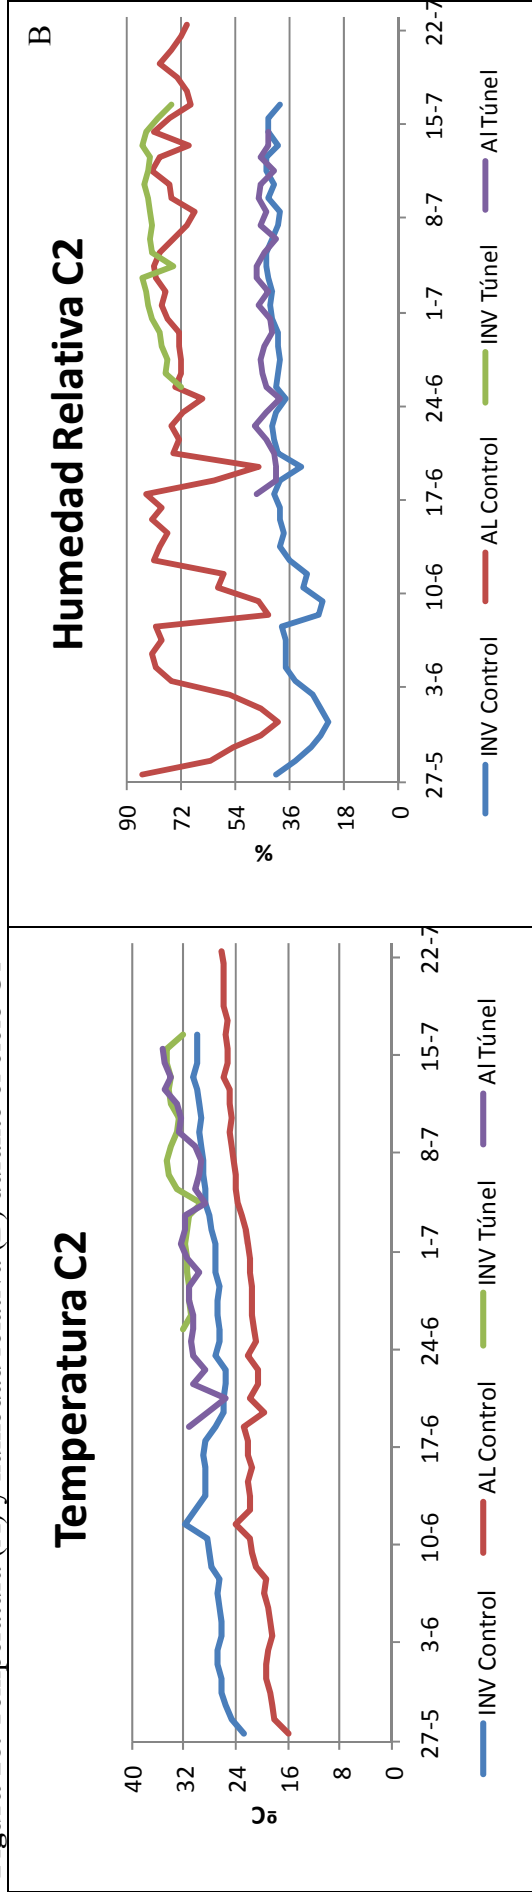 Temperatura C2
ºC
40
32
24
16
8
0
27-5 3-6 10-6 17-6 24-6 1-7 8-7 15-7 22-7
INV Control AL Control INV Túnel Al Túnel
B
Humedad Relativa C2
%
90
72
54
36
18
0
27-5 3-6 10-6 17-6 24-6 1-7 8-7 15-7 22-7
INV Control AL Control INV Túnel Al Túnel